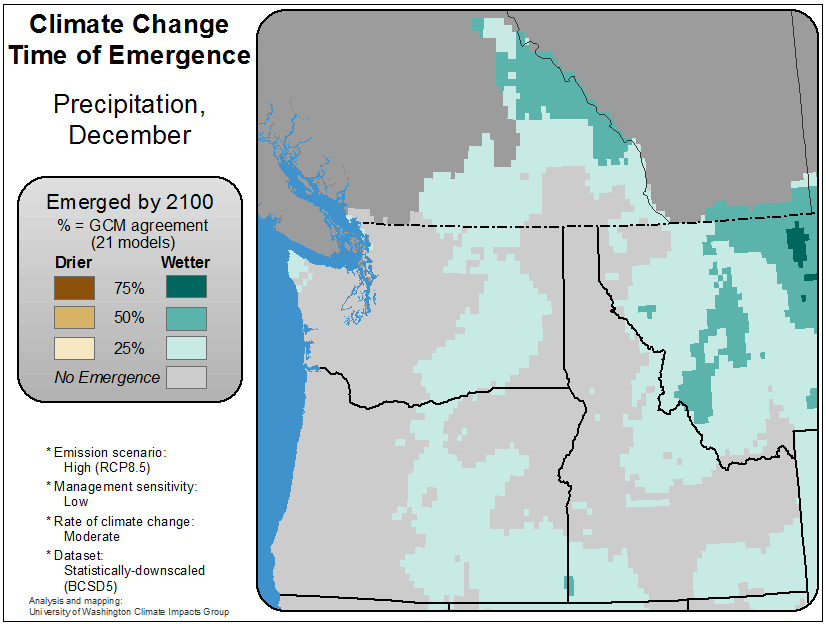 Climate Change
Time of Emergence
Precipitation,
December
Emerged by 2100
% = GCM agreement
(21 models)
Drier Wetter
75%
50%
25%
No Emergence
* Emission scenario:
High (RCP8.5)
* Management sensitivity:
Low
* Rate of climate change:
Moderate
* Dataset:
Statistically-downscaled
(BCSD5)
Analysis and mapping:
University of Washington Climate Impacts Group